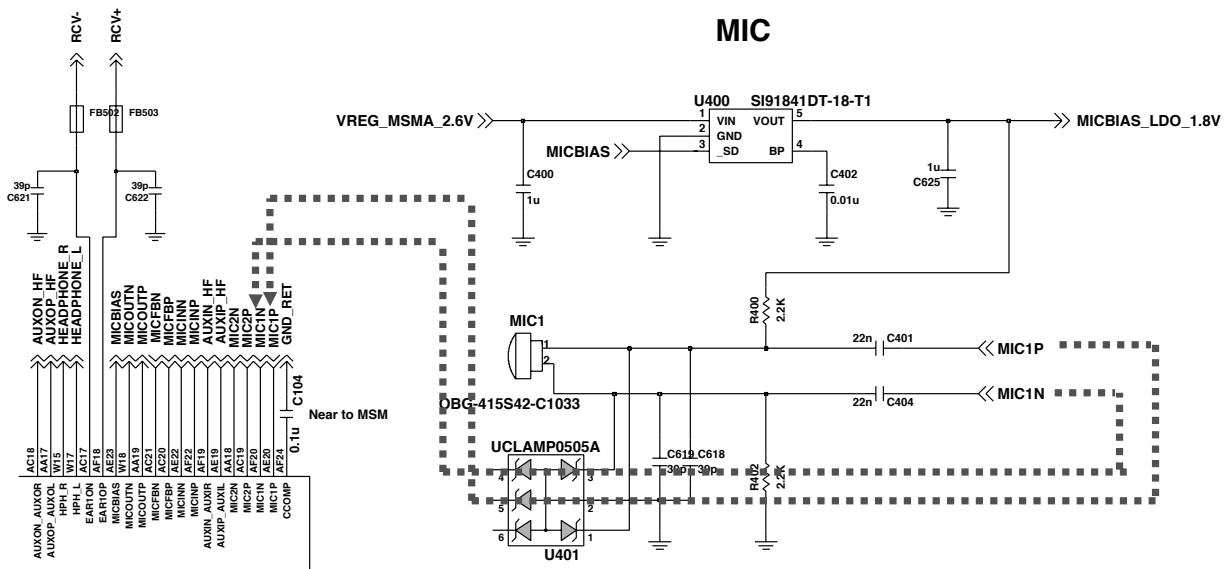 MIC
RCV-
RCV+
FB502
FB503
39p
C621
39p
C622
VREG_MSMA_2.6V
MICBIAS
U400
SI91841DT-18-T1
1
VIN
VOUT
5
2
GND
3
_SD
BP
4
C400
1u
C402
0.01u
1u
C625
MICBIAS_LDO_1.8V
AUXON_HF
AUXOP_HF
HEADPHONE_R
HEADPHONE_L
MICBIAS
MICOUTN
MICOUTP
MICFBN
MICFBP
MICINN
MICINP
AUXIN_HF
AUXIP_HF
MIC2N
MIC2P
MIC1N
MIC1P
GND_RET
C104
0.1u
Near to MSM
R400
2.2K
MIC1
1
2
OBG-415S42-C1033
22n
C401
MIC1P
22n
C404
MIC1N
UCLAMP0505A
4
3
5
2
6
1
U401
C619
39p
C618
39p
R402
2.2K
AC18
AA17
W15
W17
AC17
AF18
AE23
W18
AA19
AC21
AC20
AE22
AF22
AF19
AE19
AA18
AC19
AF20
AE20
AF24
AUXON_AUXOR
AUXOP_AUXOL
HPH_R
HPH_L
EAR1ON
EAR1OP
MICBIAS
MICOUTN
MICOUTP
MICFBN
MICFBP
MICINN
MICINP
AUXIN_AUXIR
AUXIP_AUXIL
MIC2N
MIC2P
MIC1N
MIC1P
CCOMP